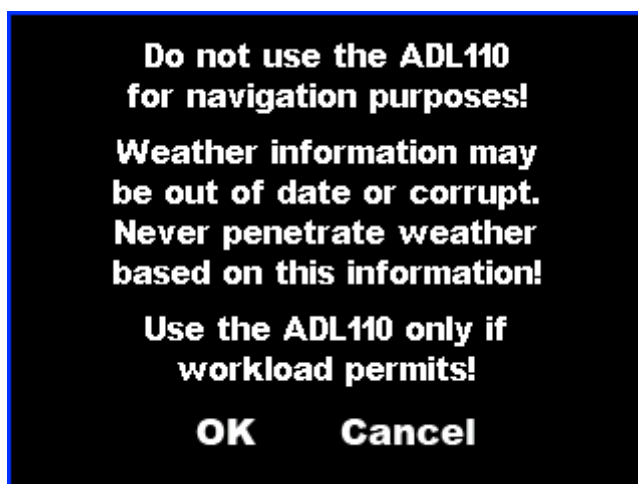 Do not use the ADL110
for navigation purposes!
Weather information may
be out of date or corrupt.
Never penetrate weather
based on this information!
Use the ADL110 only if
workload permits!
OK Cancel